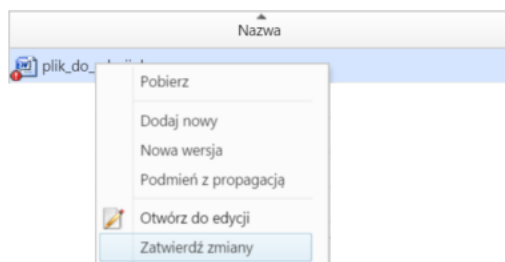 Nazwa
plik_do_
Pobierz
Dodaj nowy
Nowa wersja
Podmień z propagacją
Otwórz do edycji
Zatwierdź zmiany